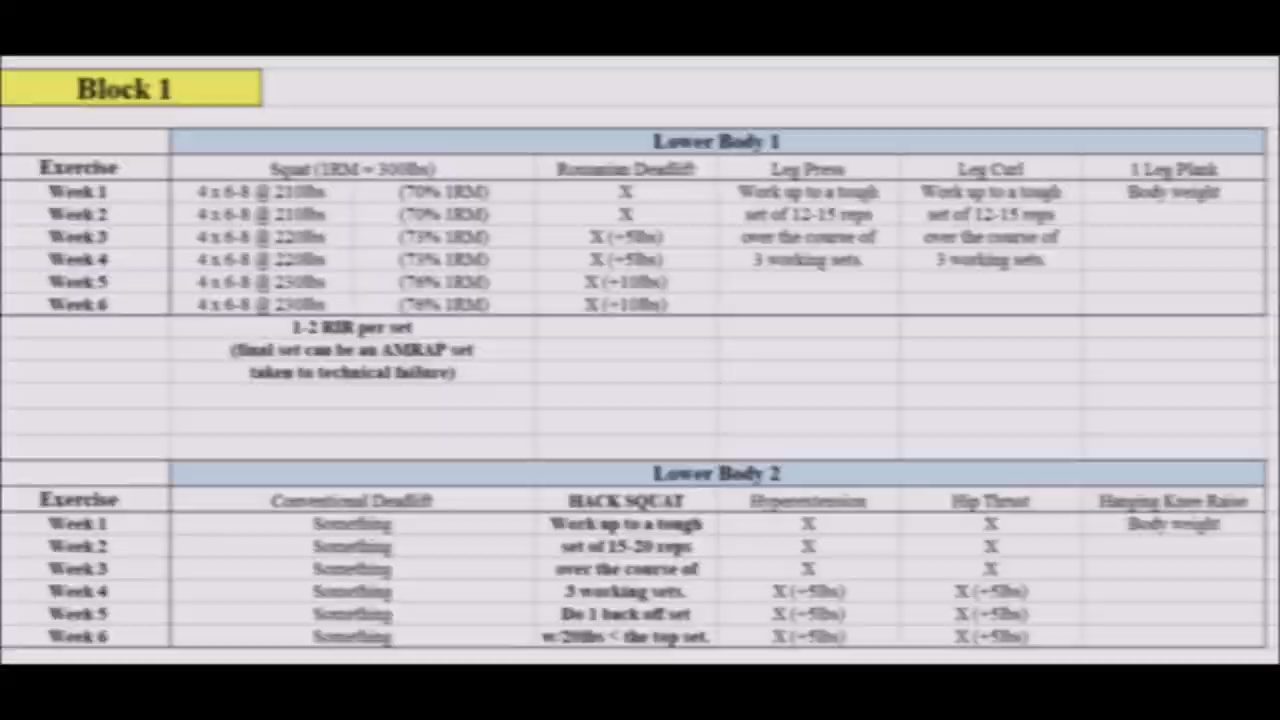 Block 1
Lower Body 1
Exercise Squat (1RM = 300lbs) Romanian Deadlift Leg Press Leg Curl 1 Leg Plank
Week 1 4 x 6-8 @ 210lbs (70% 1RM) X Work up to a tough Work up to a tough Body weight
Week 2 4 x 6-8 @ 210lbs (70% 1RM) X set of 12-15 reps set of 12-15 reps
Week 3 4 x 6-8 @ 220lbs (73% 1RM) X (+5lbs) over the course of over the course of
Week 4 4 x 6-8 @ 220lbs (73% 1RM) X (+5lbs) 3 working sets. 3 working sets.
Week 5 4 x 6-8 @ 230lbs (76% 1RM) X (+10lbs)
Week 6 4 x 6-8 @ 230lbs (76% 1RM) X (+10lbs)
1-2 RIR per set
(final set can be an AMRAP set
taken to technical failure)
Lower Body 2
Exercise Conventional Deadlift HACK SQUAT Hyperextension Hip Thrust Hanging Knee Raise
Week 1 Something Work up to a tough X X Body weight
Week 2 Something set of 15-20 reps X X
Week 3 Something over the course of X X
Week 4 Something 3 working sets. X (+5lbs) X (+5lbs)
Week 5 Something Do 1 back off set X (+5lbs) X (+5lbs)
Week 6 Something w/20lbs < the top set. X (+5lbs) X (+5lbs)